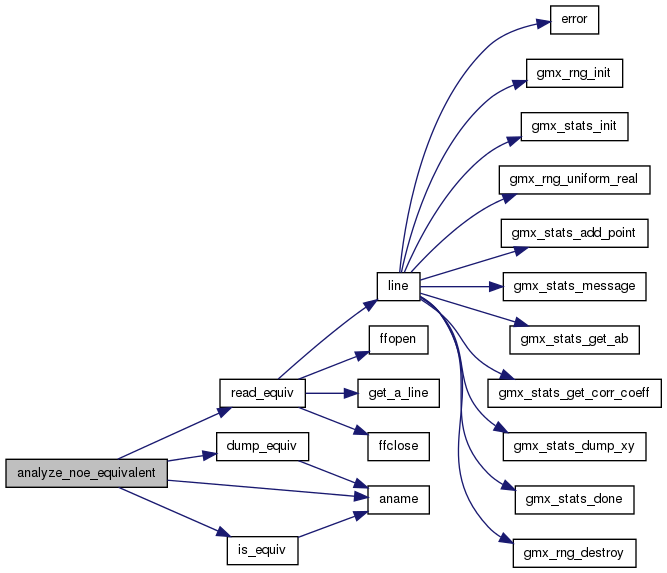 error
gmx_rng_init
gmx_stats_init
gmx_rng_uniform_real
gmx_stats_add_point
line
gmx_stats_message
ffopen
gmx_stats_get_ab
read_equiv
get_a_line
gmx_stats_get_corr_coeff
dump_equiv
ffclose
gmx_stats_dump_xy
analyze_noe_equivalent
aname
gmx_stats_done
is_equiv
gmx_rng_destroy